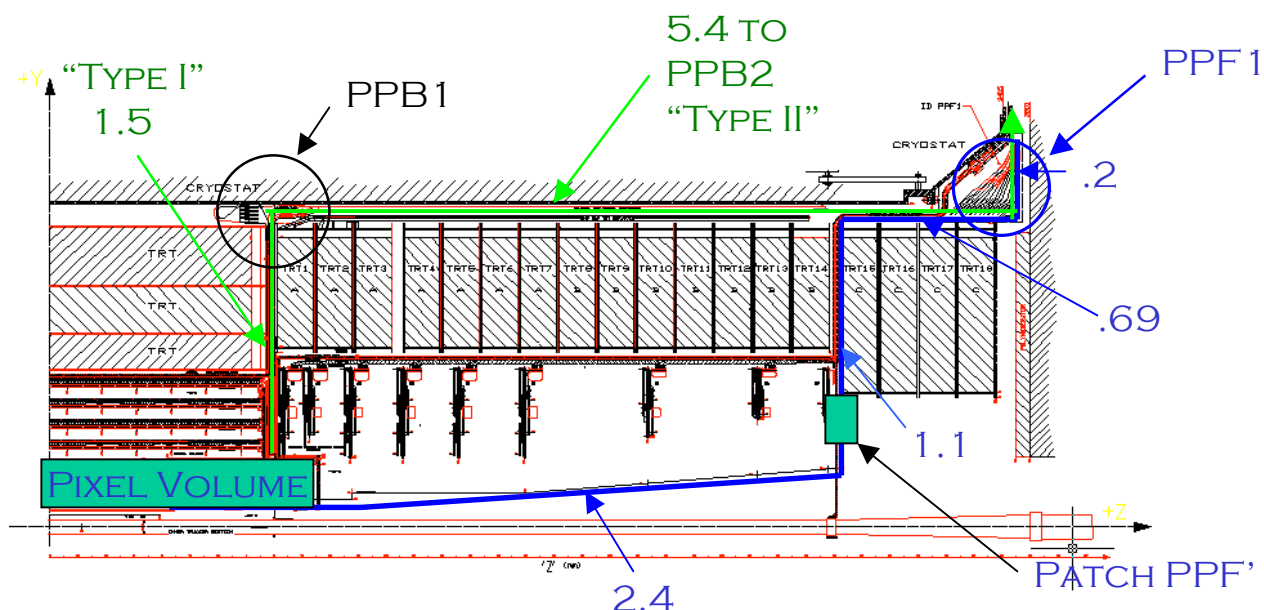 5.4 TO
PPB2
“TYPE II”
PPF1
+Y
“TYPE I”
1.5
PPB1
ID PPF1
CRYOSTAT
.2
CRYOSTAT
TRT
TRT1 TRT2 TRT3 TRT4 TRT5 TRT6 TRT7 TRT8 TRT9 TRT10 TRT11 TRT12 TRT13 TRT14 TRT15 TRT16 TRT17 TRT18
A A A A A A A B B B B B B B C C C C
TRT
.69
TRT
1.1
PIXEL VOLUME
+Z
'Z' (mm)
PATCH PPF’
2.4